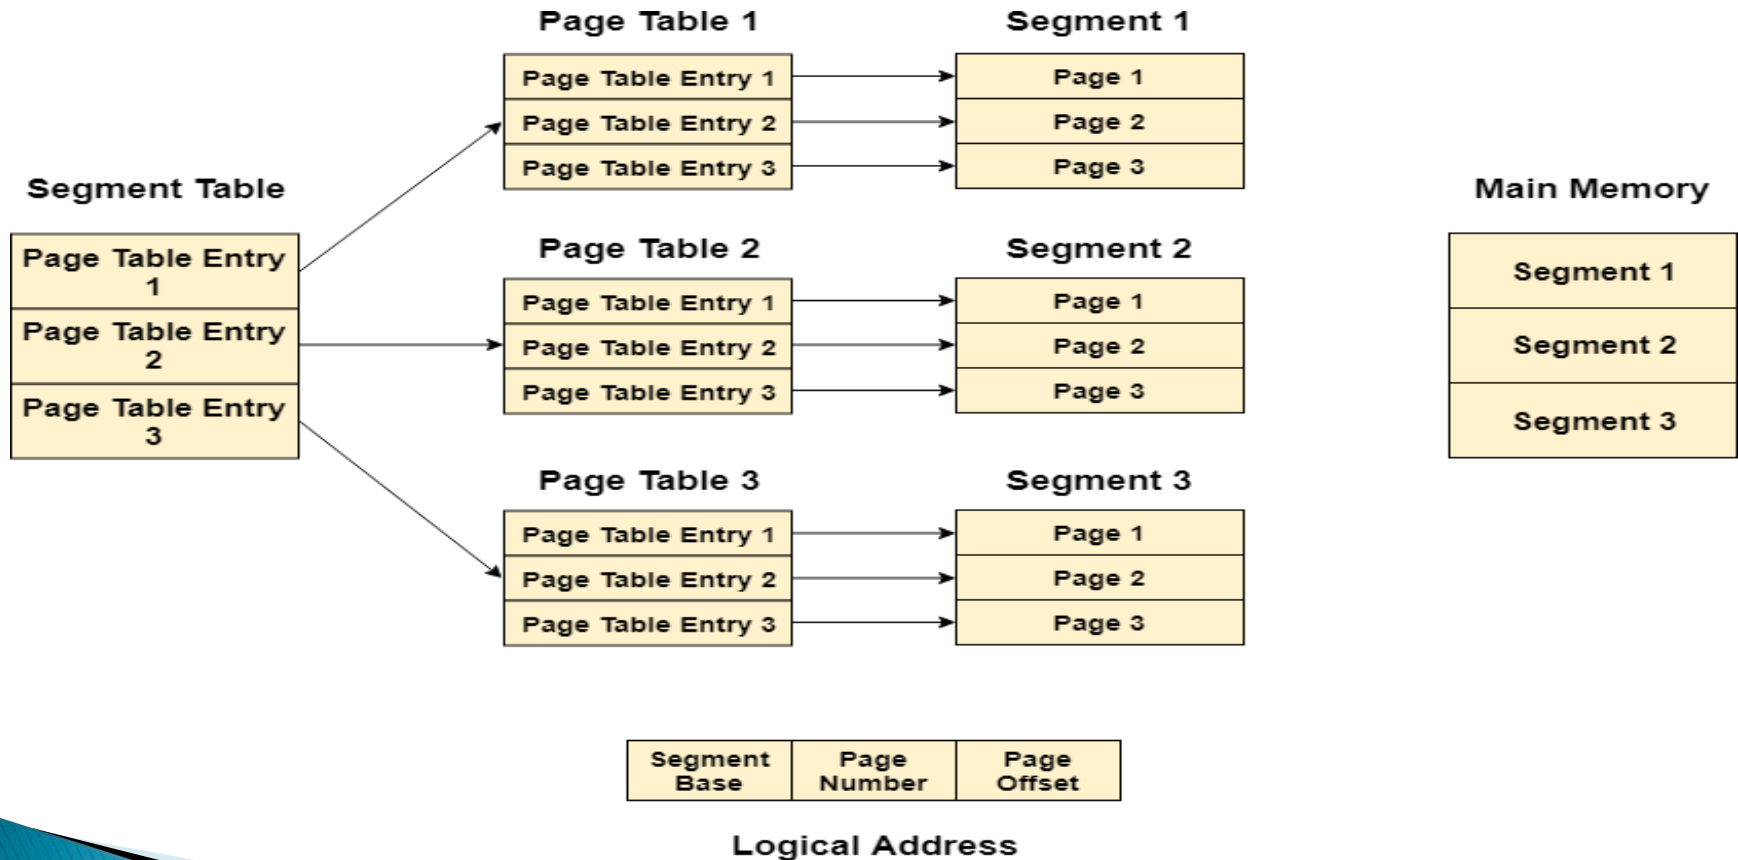 Page Table 1
Segment 1
Page Table Entry 1
Page 1
Page Table Entry 2
Page 2
Page Table Entry 3
Page 3
Segment Table
Page Table Entry
1
Page Table Entry
2
Page Table Entry
3
Page Table 2
Segment 2
Page Table Entry 1
Page 1
Page Table Entry 2
Page 2
Page Table Entry 3
Page 3
Page Table 3
Segment 3
Page Table Entry 1
Page 1
Page Table Entry 2
Page 2
Page Table Entry 3
Page 3
Main Memory
Segment 1
Segment 2
Segment 3
Segment
Base
Page
Number
Page
Offset
Logical Address